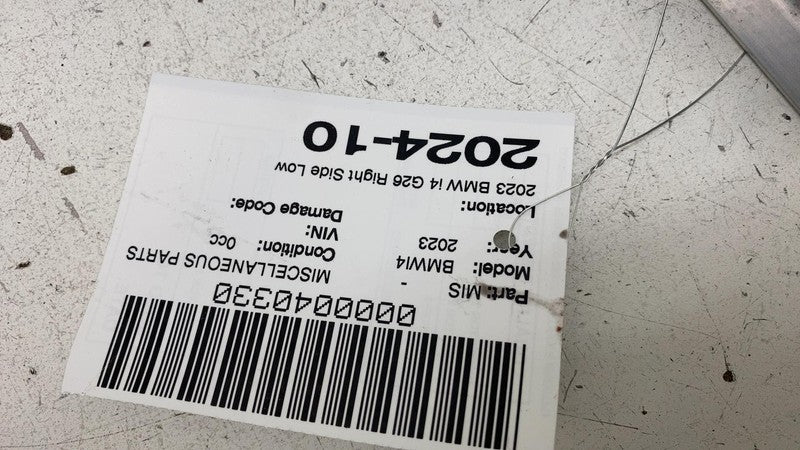 0000040330
Part: MIS - MISCELLANEOUS PARTS
Model: BMWI4 Condition: 0cc
Year: 2023 VIN:
Location: Damage Code:
2023 BMW i4 G26 Right Side Low
2024-10